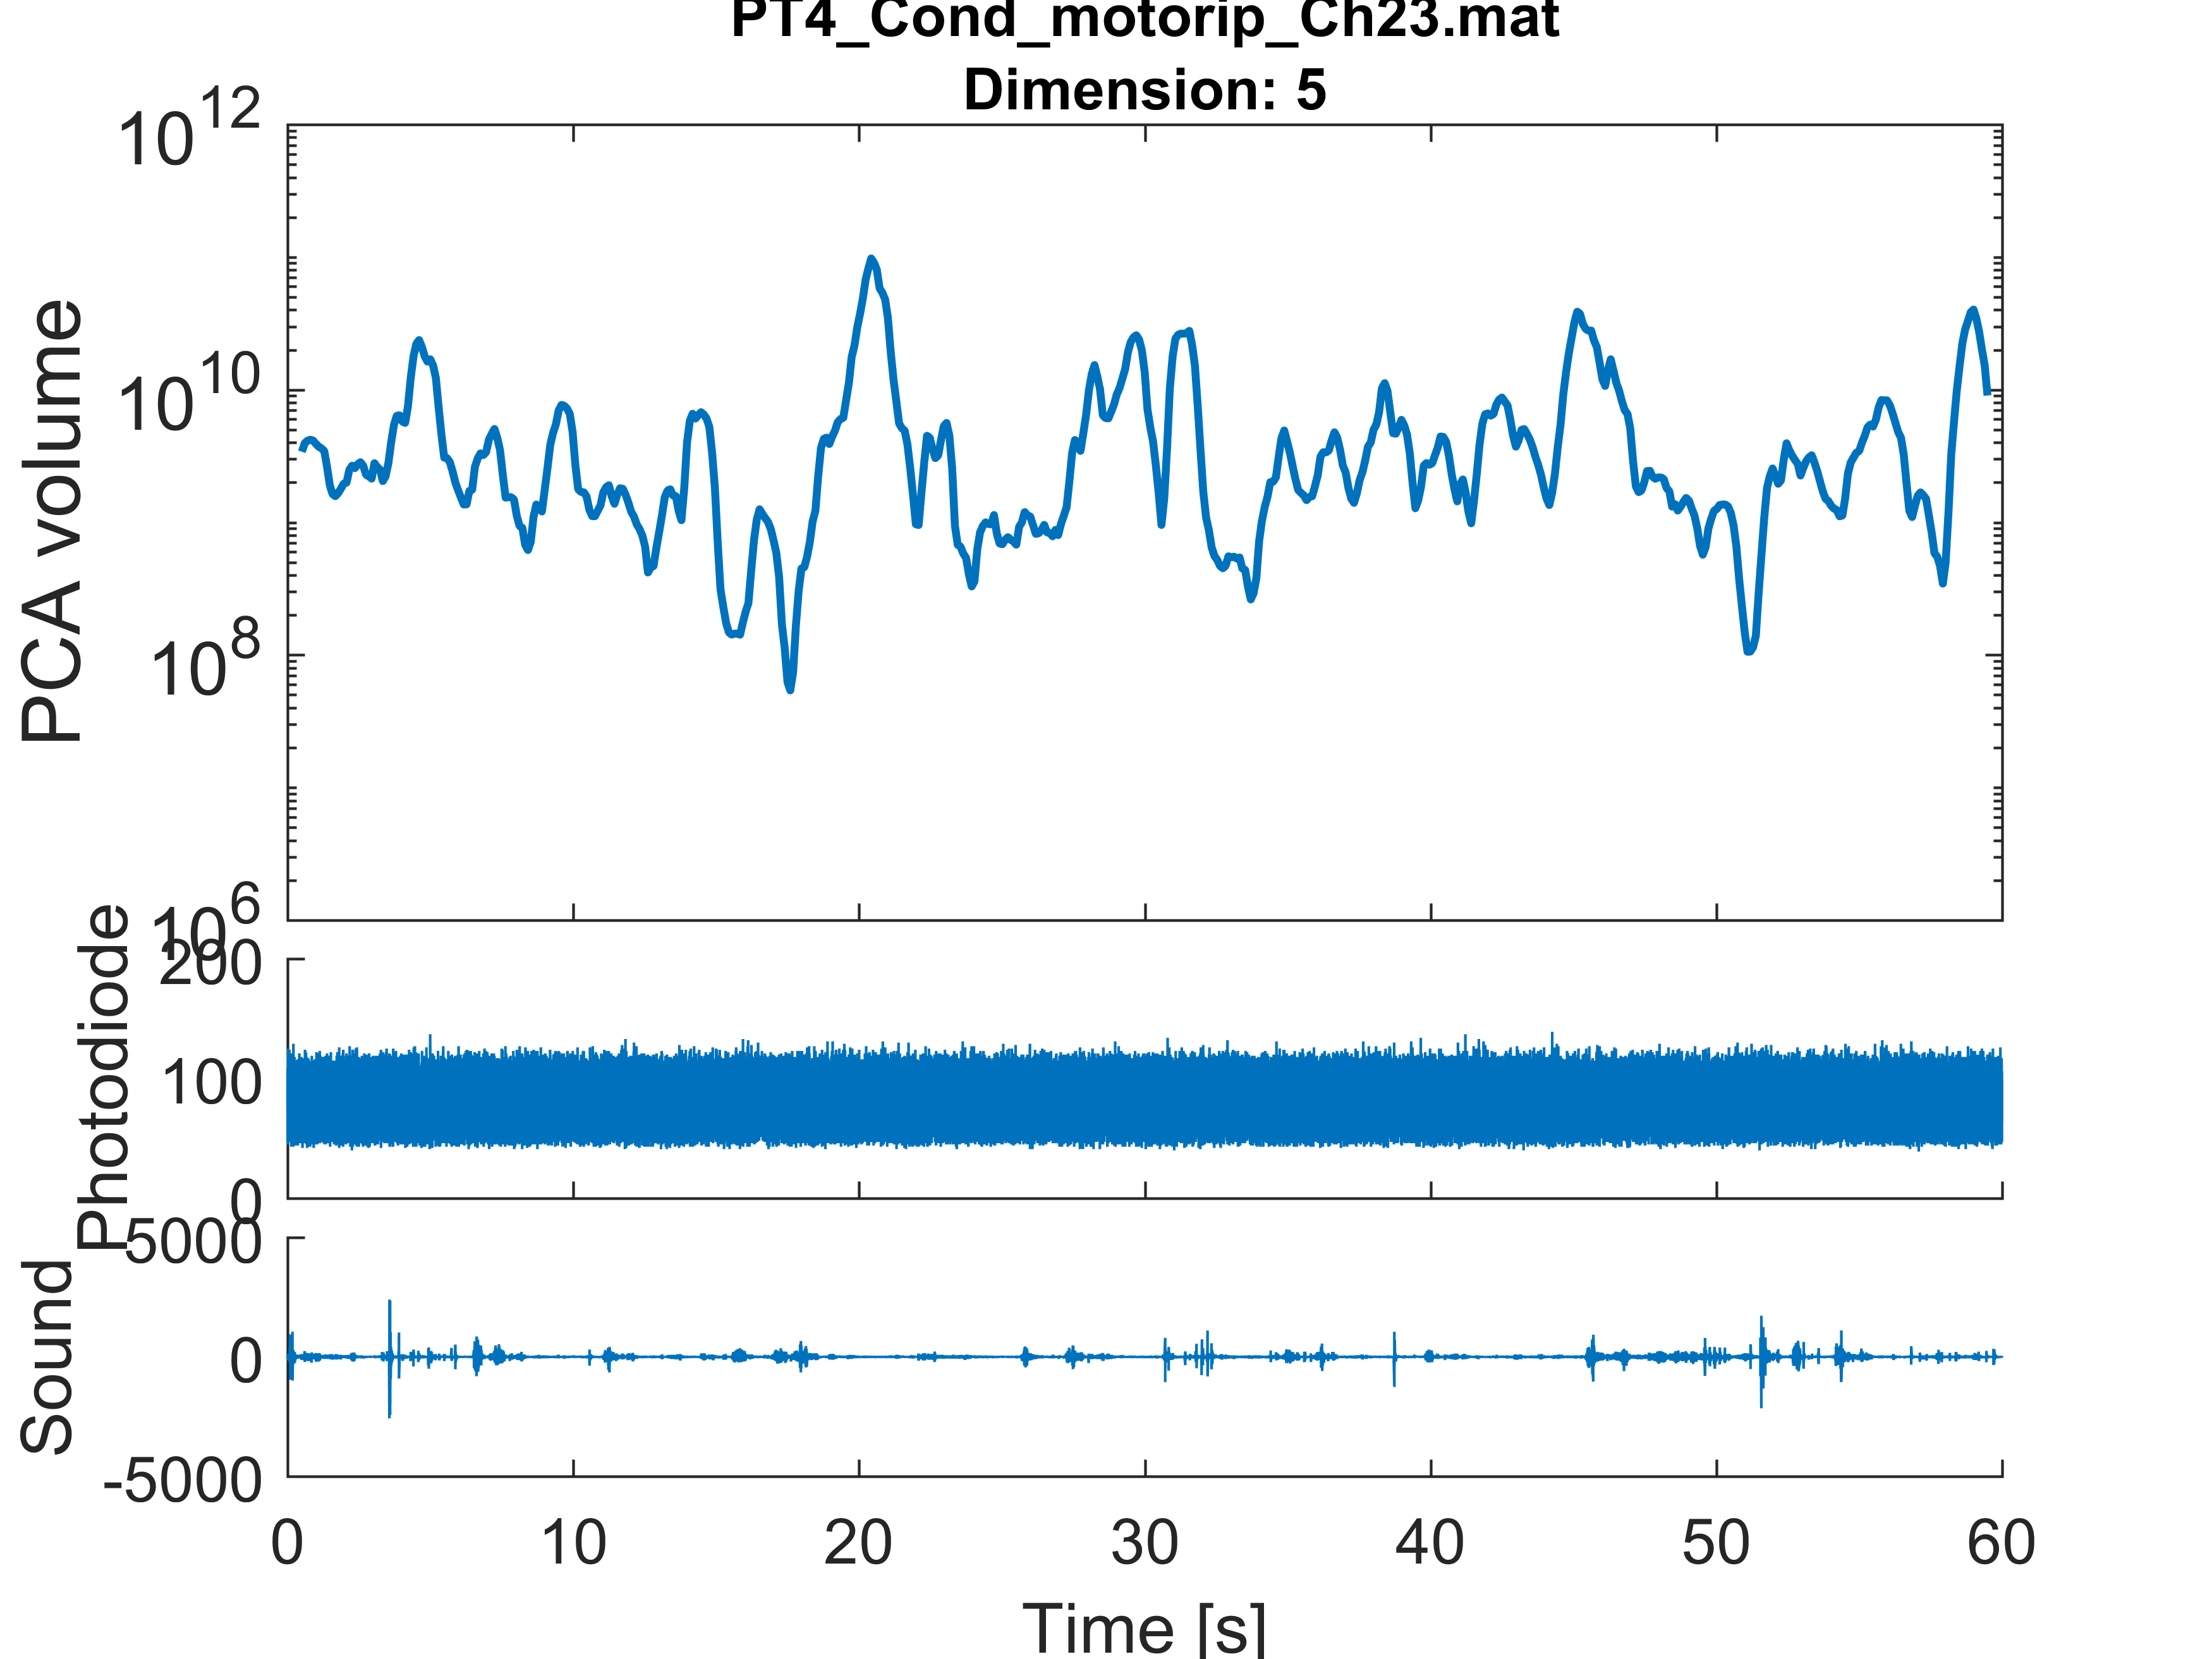 PT4_Cond_motorip_Ch23.mat
Dimension: 5
10^12
10^10
10^8
10^6
PCA volume
200
100
0
Photodiode
5000
0
-5000
Sound
0 10 20 30 40 50 60
Time [s]